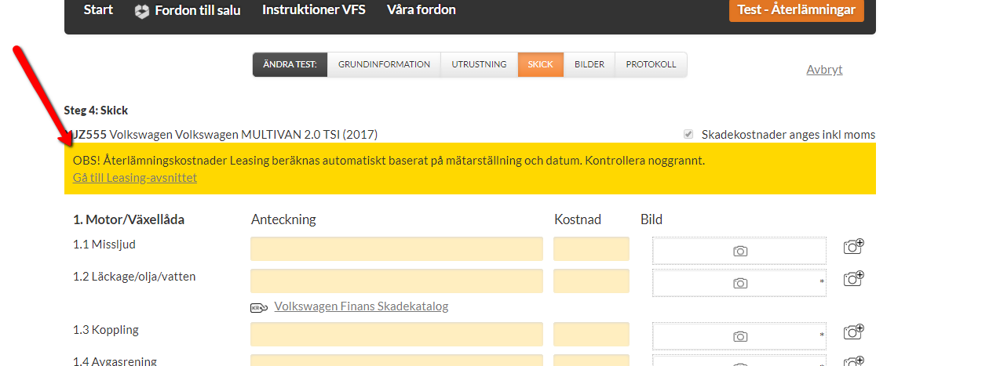 Start Fordon till salu Instruktioner VFS Våra fordon Test - Återlämningar
ÄNDRA TEST: GRUNDINFORMATION UTRUSTNING SKICK BILDER PROTOKOLL
Avbryt
Steg 4: Skick
JZ555 Volkswagen Volkswagen MULTIVAN 2.0 TSI (2017) Skadekostnader anges inkl moms
OBS! Återlämningskostnader Leasing beräknas automatiskt baserat på mätarställning och datum. Kontrollera noggrannt.
Gå till Leasing-avsnittet
1. Motor/Växellåda Anteckning Kostnad Bild
1.1 Missljud
1.2 Läckage/olja/vatten *
KR Volkswagen Finans Skadekatalog
1.3 Koppling *
1.4 Avgasrening *